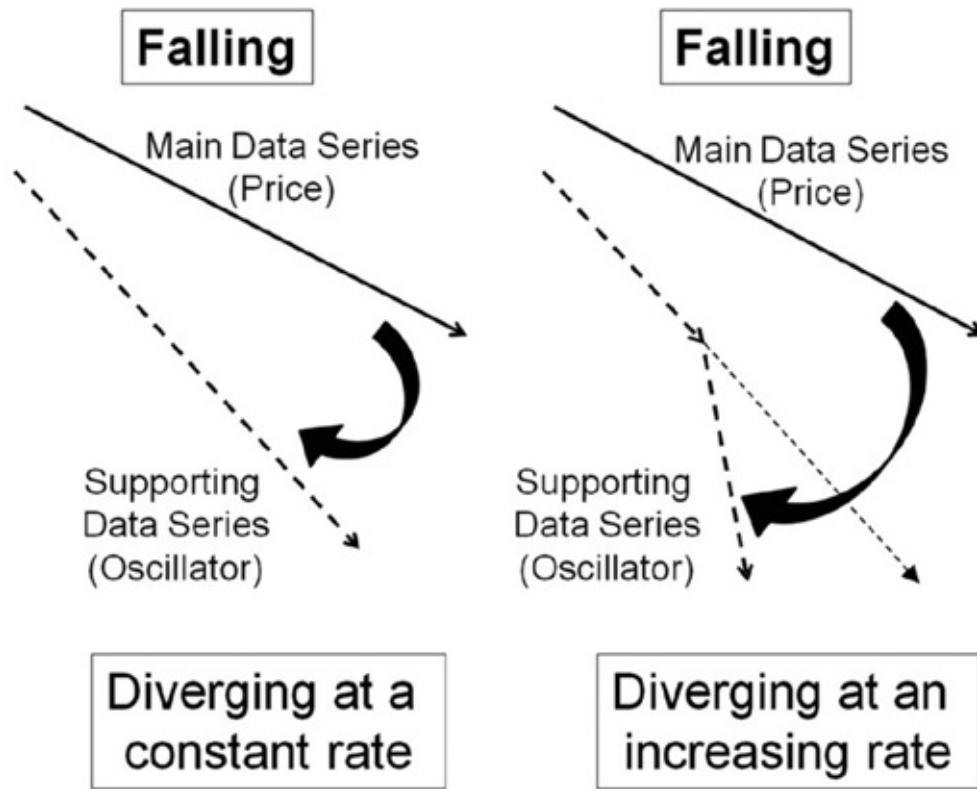 Falling
Main Data Series
(Price)
Supporting
Data Series
(Oscillator)
Diverging at a
constant rate
Falling
Main Data Series
(Price)
Supporting
Data Series
(Oscillator)
Diverging at an
increasing rate